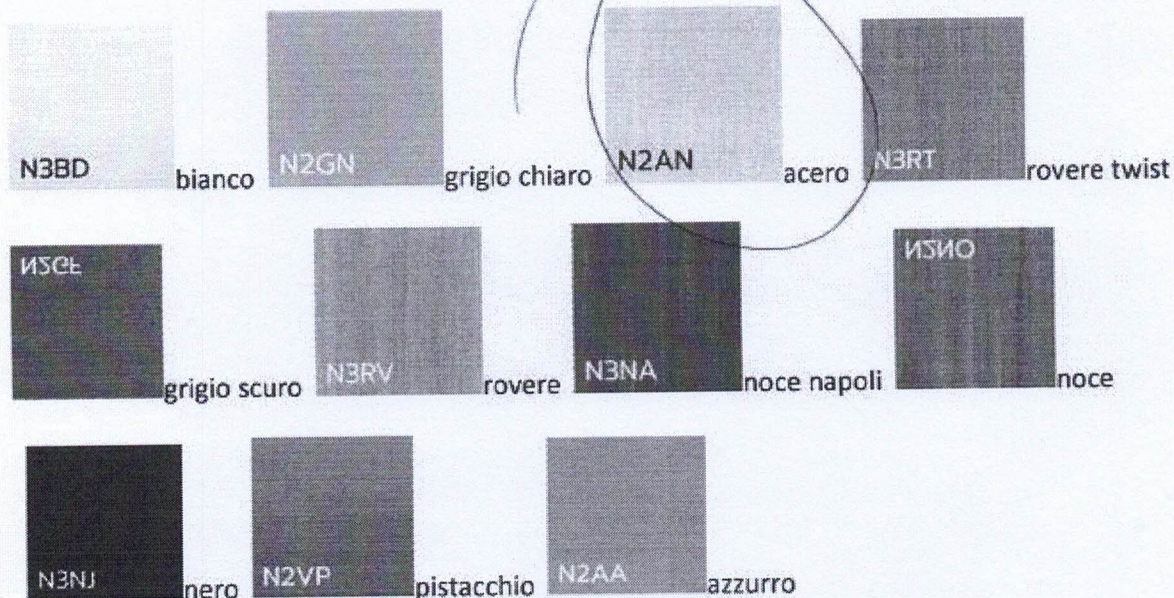 N3BD bianco N2GN grigio chiaro N2AN acero N3RT rovere twist
N2GF grigio scuro N3RV rovere N3NA noce napoli N2NO noce
N3NJ nero N2VP pistacchio N2AA azzurro